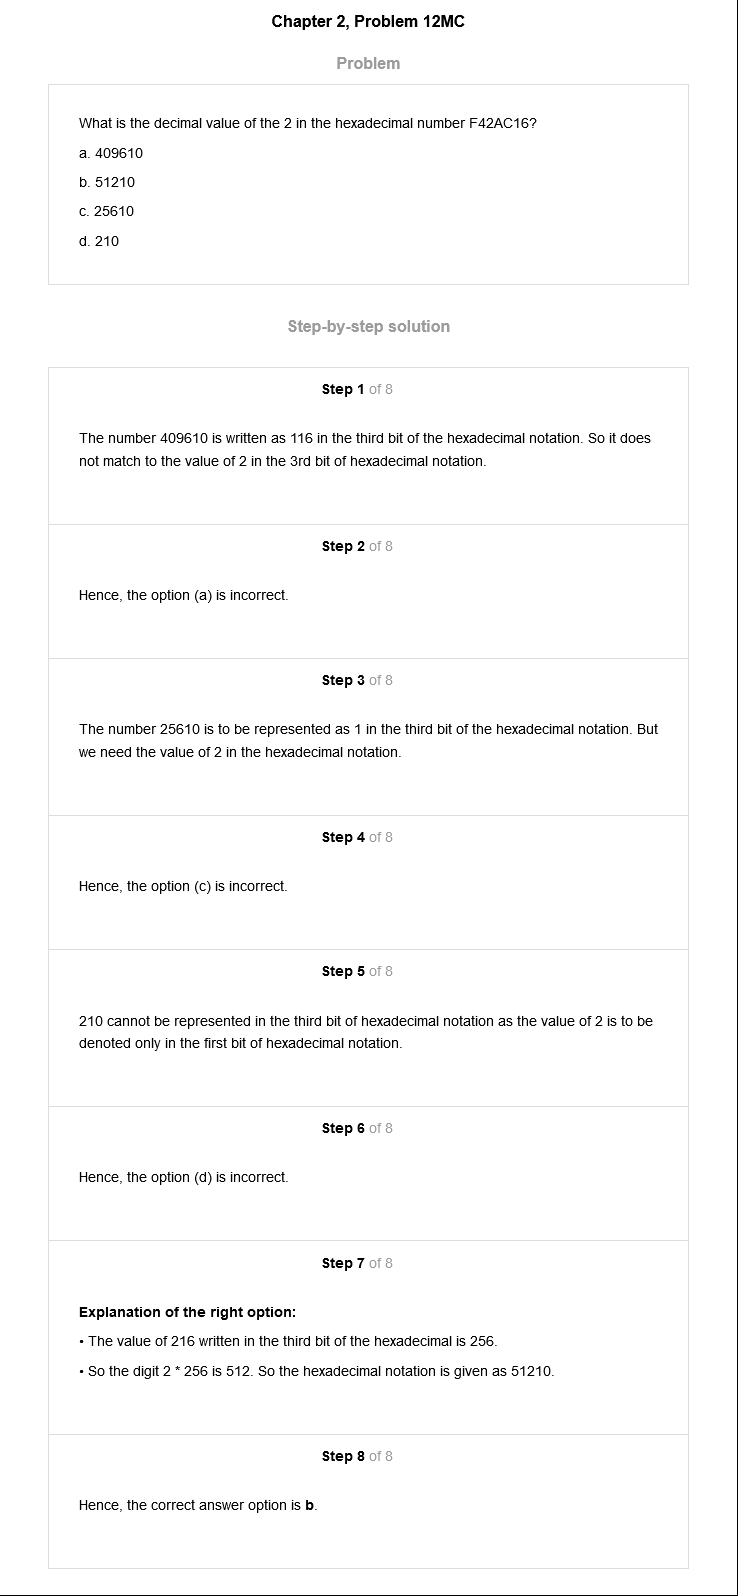 Chapter 2, Problem 12MC
Problem
What is the decimal value of the 2 in the hexadecimal number F42AC16?
a. 409610
b. 51210
c. 25610
d. 210
Step-by-step solution
Step 1 of 8
The number 409610 is written as 116 in the third bit of the hexadecimal notation. So it does
not match to the value of 2 in the 3rd bit of hexadecimal notation.
Step 2 of 8
Hence, the option (a) is incorrect.
Step 3 of 8
The number 25610 is to be represented as 1 in the third bit of the hexadecimal notation. But
we need the value of 2 in the hexadecimal notation.
Step 4 of 8
Hence, the option (c) is incorrect.
Step 5 of 8
210 cannot be represented in the third bit of hexadecimal notation as the value of 2 is to be
denoted only in the first bit of hexadecimal notation.
Step 6 of 8
Hence, the option (d) is incorrect.
Step 7 of 8
Explanation of the right option:
• The value of 216 written in the third bit of the hexadecimal is 256.
• So the digit 2 * 256 is 512. So the hexadecimal notation is given as 51210.
Step 8 of 8
Hence, the correct answer option is b.